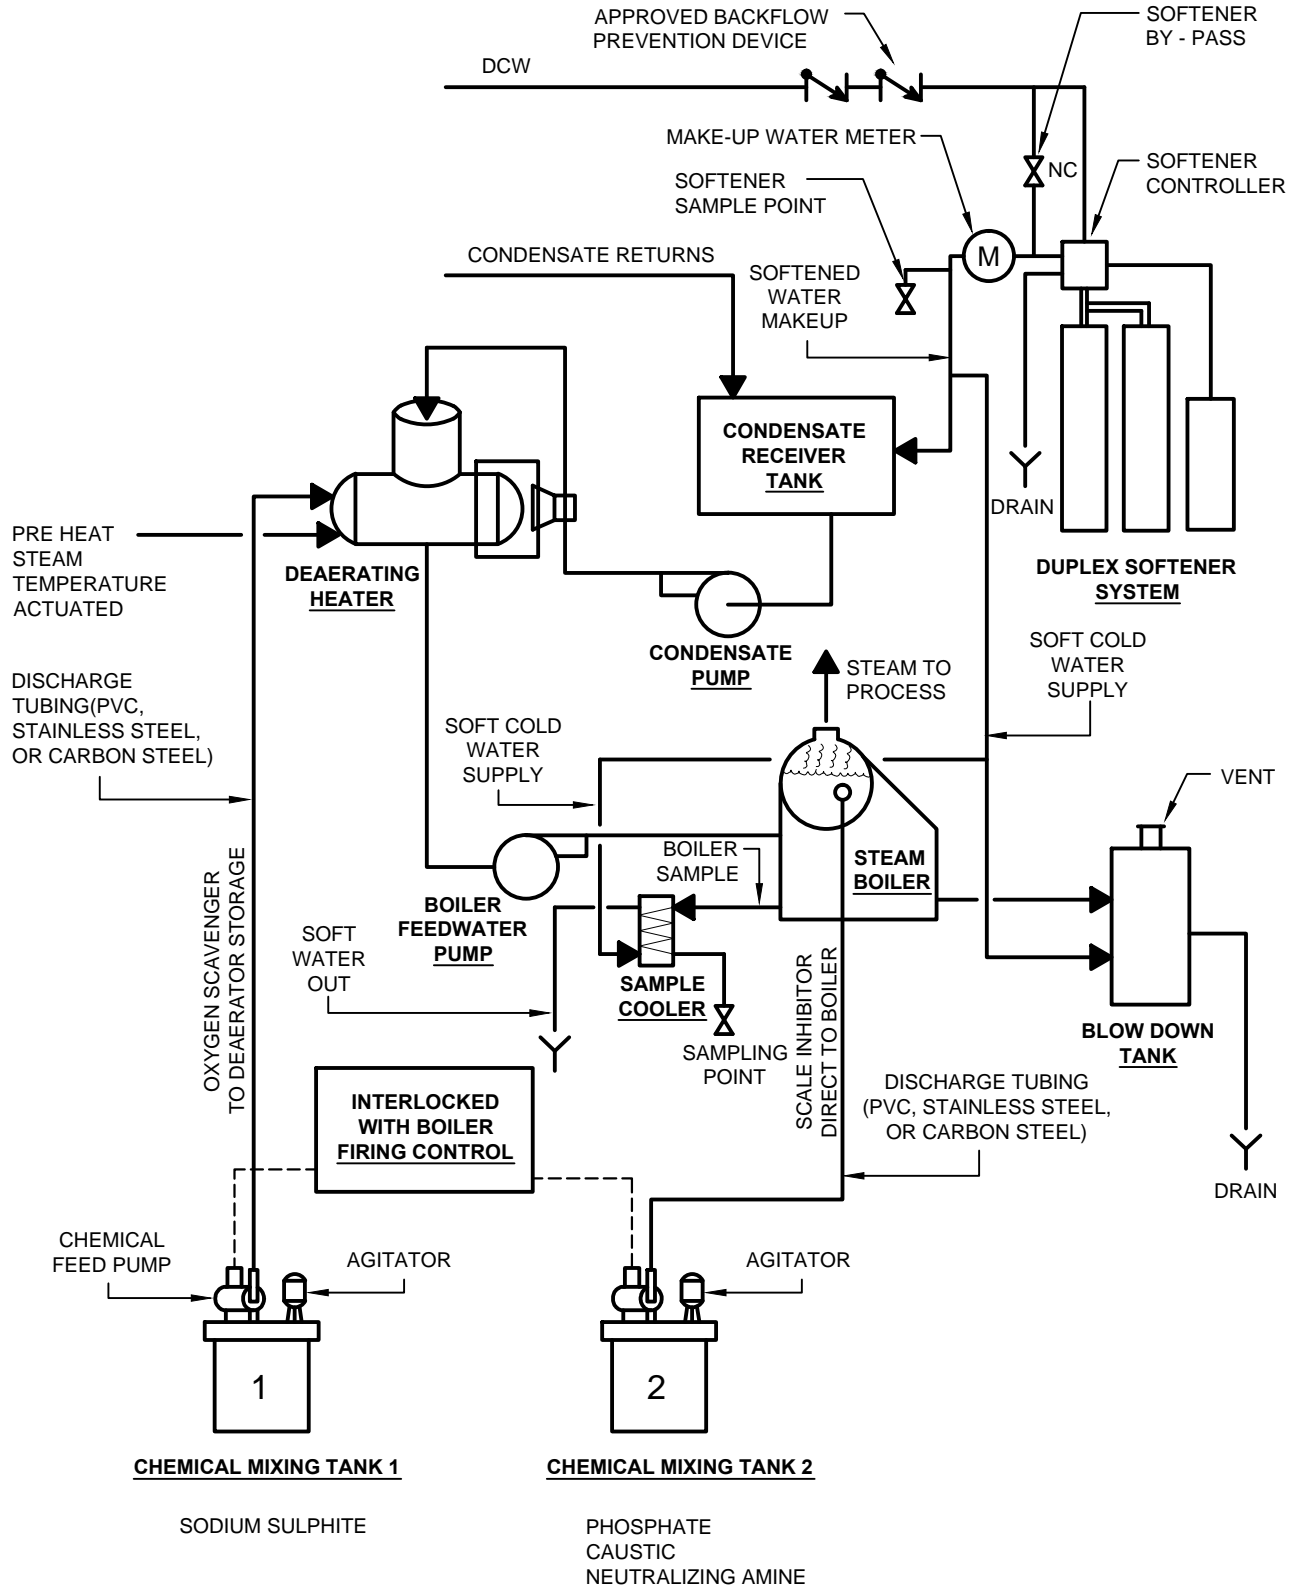 APPROVED BACKFLOW
PREVENTION DEVICE
SOFTENER
BY - PASS
DCW
MAKE-UP WATER METER
NC
SOFTENER
CONTROLLER
SOFTENER
SAMPLE POINT
CONDENSATE RETURNS
M
SOFTENED
WATER
MAKEUP
CONDENSATE
RECEIVER
TANK
DRAIN
PRE HEAT
STEAM
TEMPERATURE
ACTUATED
DEAERATING
HEATER
DUPLEX SOFTENER
SYSTEM
CONDENSATE
PUMP
STEAM TO
PROCESS
SOFT COLD
WATER
SUPPLY
DISCHARGE
TUBING(PVC,
STAINLESS STEEL,
OR CARBON STEEL)
SOFT COLD
WATER
SUPPLY
VENT
BOILER
SAMPLE
STEAM
BOILER
BOILER
FEEDWATER
PUMP
OXYGEN SCAVENGER
TO DEAERATOR STORAGE
SOFT
WATER
OUT
SAMPLE
COOLER
SAMPLING
POINT
SCALE INHIBITOR
DIRECT TO BOILER
BLOW DOWN
TANK
DISCHARGE TUBING
(PVC, STAINLESS STEEL,
OR CARBON STEEL)
INTERLOCKED
WITH BOILER
FIRING CONTROL
DRAIN
CHEMICAL
FEED PUMP
AGITATOR
AGITATOR
1
2
CHEMICAL MIXING TANK 1
CHEMICAL MIXING TANK 2
SODIUM SULPHITE
PHOSPHATE
CAUSTIC
NEUTRALIZING AMINE